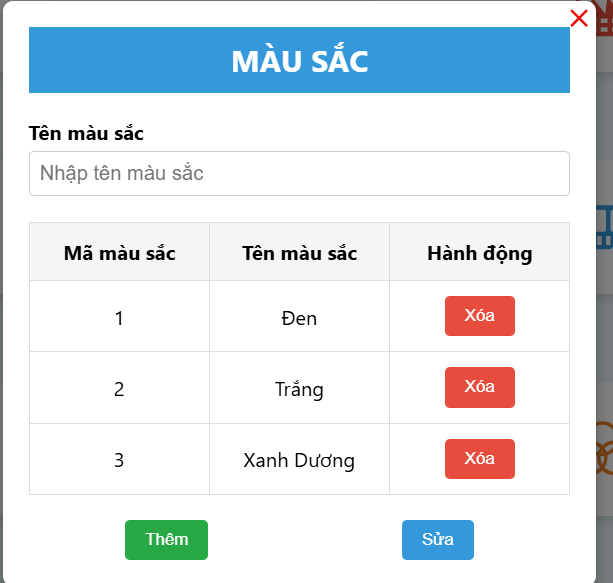 MÀU SẮC
Tên màu sắc
Nhập tên màu sắc
Mã màu sắc Tên màu sắc Hành động
1 Đen Xóa
2 Trắng Xóa
3 Xanh Dương Xóa
Thêm Sửa